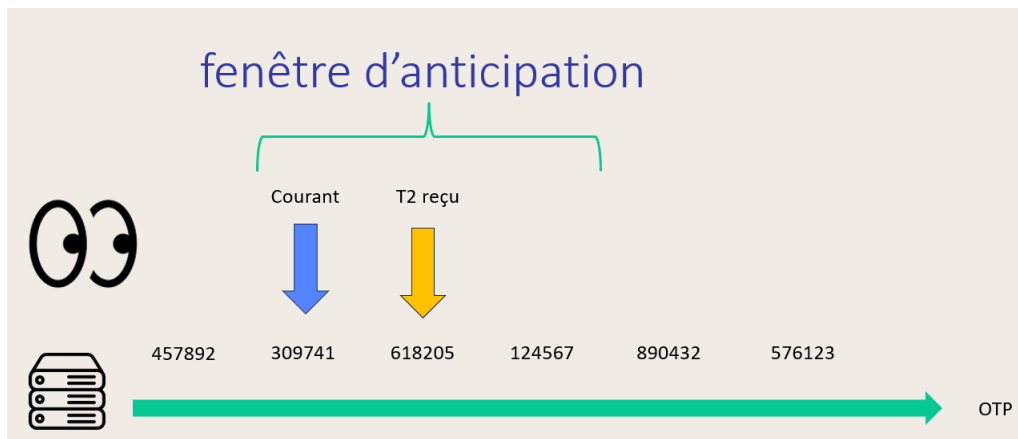 fenêtre d’anticipation
Courant T2 reçu
457892 309741 618205 124567 890432 576123
OTP